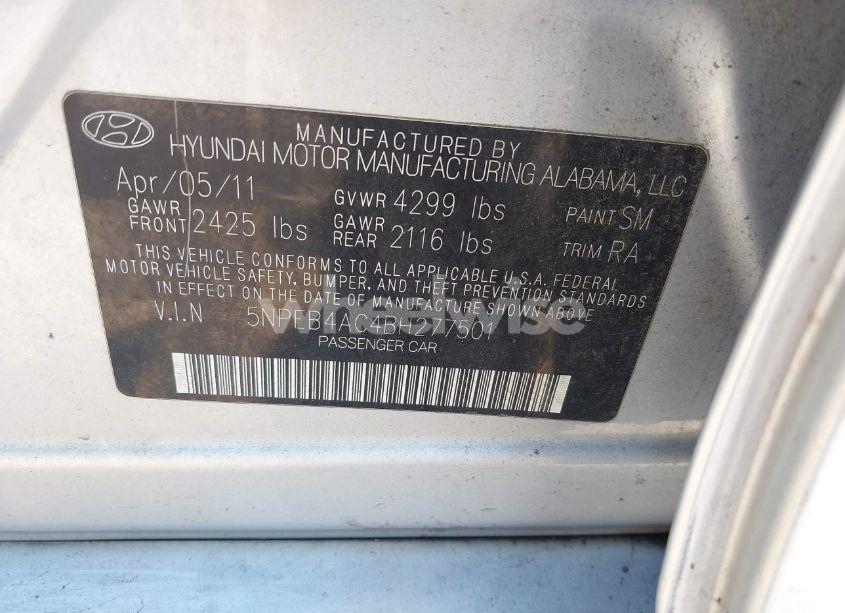 MANUFACTURED BY
HYUNDAI MOTOR MANUFACTURING ALABAMA, LLC
Apr/05/11 GVWR 4299 lbs PAINT SM
GAWR FRONT 2425 lbs GAWR REAR 2116 lbs TRIM RA
THIS VEHICLE CONFORMS TO ALL APPLICABLE U.S.A. FEDERAL
MOTOR VEHICLE SAFETY, BUMPER, AND THEFT PREVENTION STANDARDS
IN EFFECT ON THE DATE OF MANUFACTURE SHOWN ABOVE
V.I.N
wheelwise
PASSENGER CAR